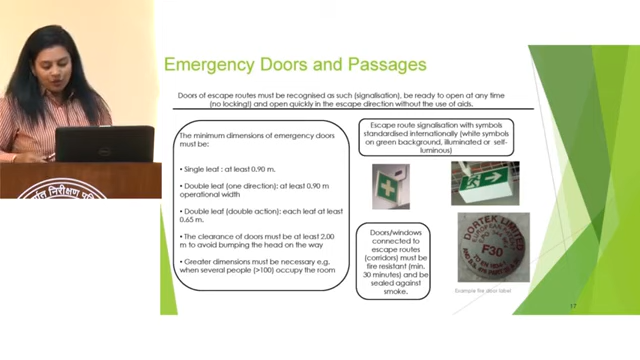 Emergency Doors and Passages
Doors of escape routes must be recognised as such (signalisation), be ready to open at any time
(no locking!) and open quickly in the escape direction without the use of aids.
The minimum dimensions of emergency doors
must be:
• Single leaf : at least 0.90 m.
• Double leaf (one direction): at least 0.90 m
operational width
• Double leaf (double action): each leaf at least
0.65 m.
• The clearance of doors must be at least 2.00
m to avoid bumping the head on the way
• Greater dimensions must be necessary e.g.
when several people (>100) occupy the room
Escape route signalisation with symbols
standardised internationally (white symbols
on green background, illuminated or self-
luminous)
Doors/windows
connected to
escape routes
(corridors) must be
fire resistant (min.
30 minutes) and be
sealed against
smoke.
DORTEK LIMITED
F30
Example fire door label
17
निरीक्षण